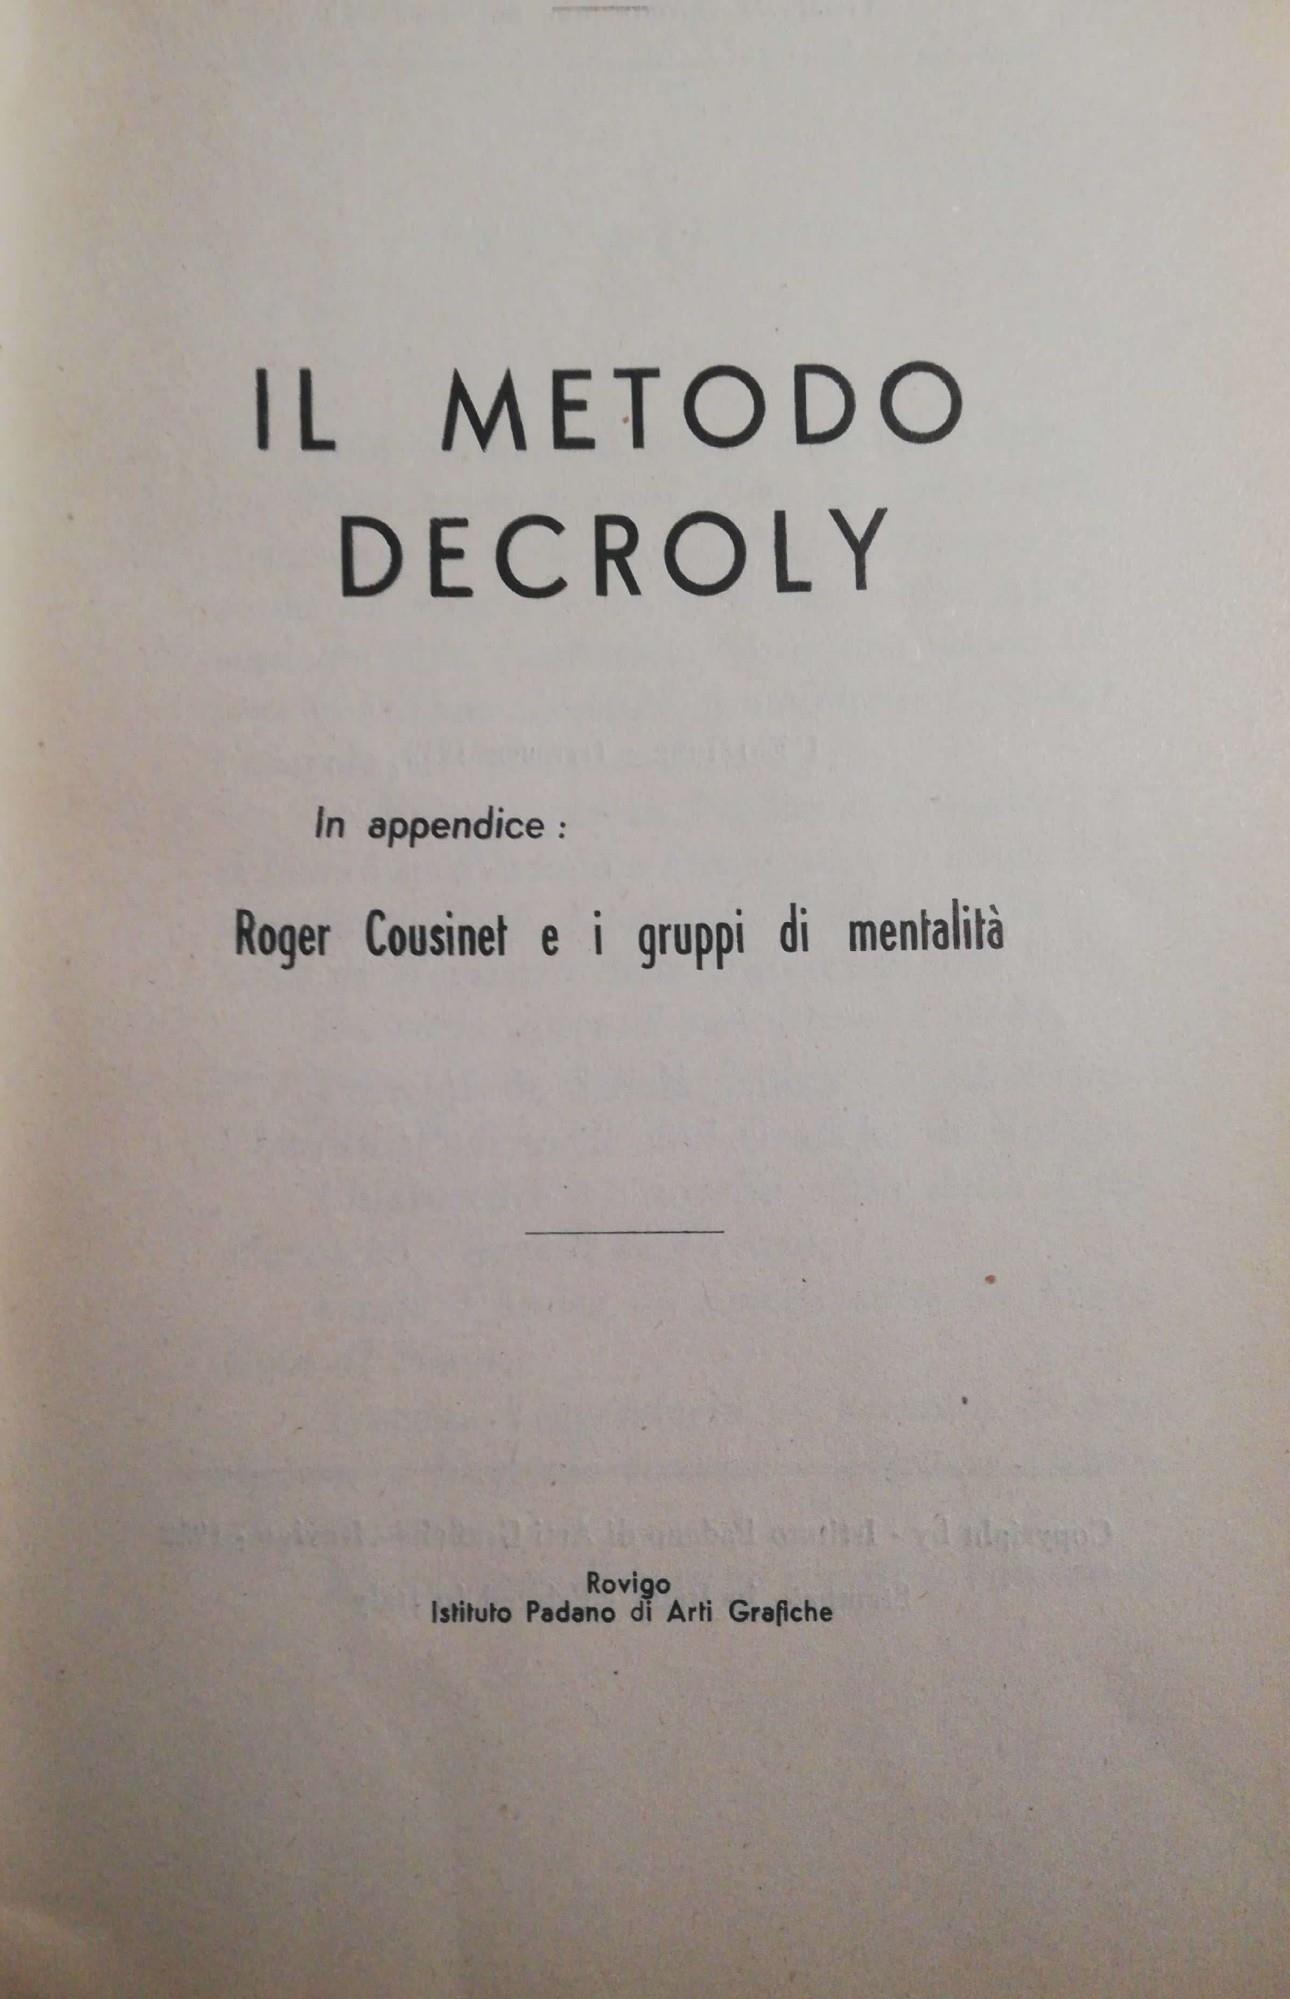 IL METODO
DECROLY
In appendice :
Roger Cousinet e i gruppi di mentalità
Rovigo
Istituto Padano di Arti Grafiche